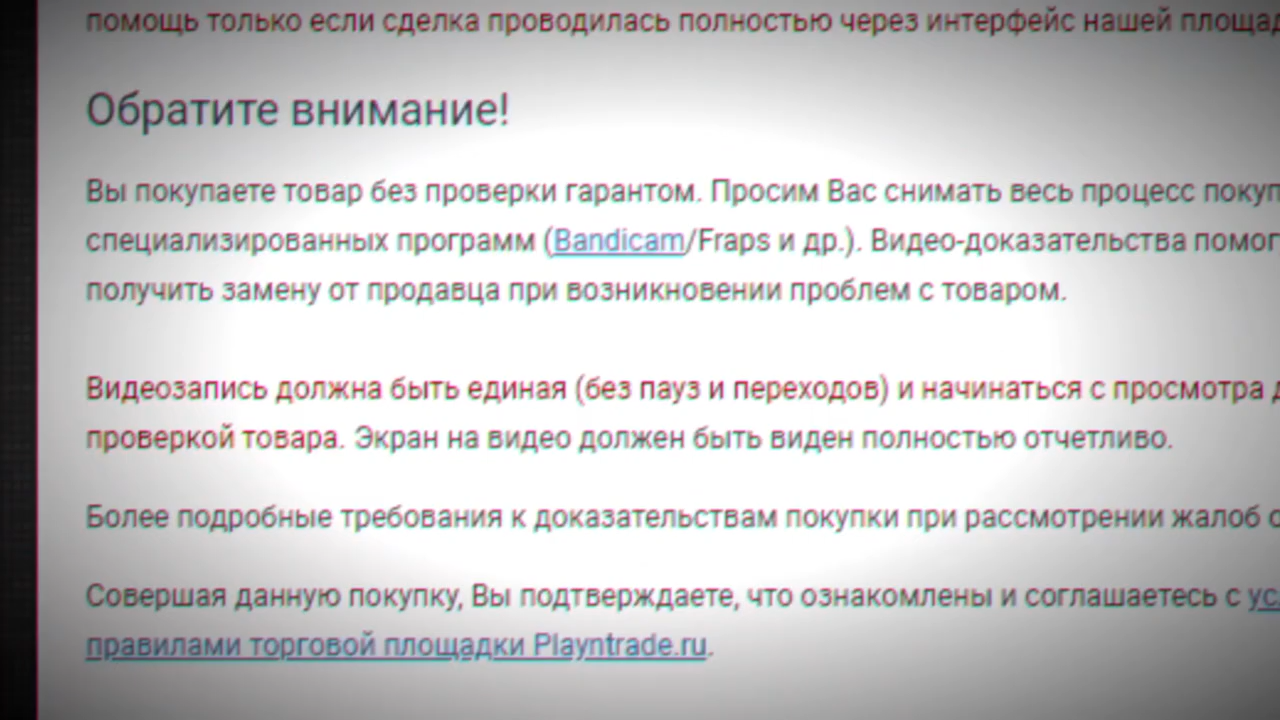 помощь только если сделка проводилась полностью через интерфейс нашей
Обратите внимание!
Вы покупаете товар без проверки гарантом. Просим Вас снимать весь процесс
специализированных программ (Bandicam/Fraps и др.). Видео-доказательства
получить замену от продавца при возникновении проблем с товаром.
Видеозапись должна быть единая (без пауз и переходов) и начинаться с просмотра
проверкой товара. Экран на видео должен быть виден полностью отчетливо.
Более подробные требования к доказательствам покупки при рассмотрении жалоб
Совершая данную покупку, Вы подтверждаете, что ознакомлены и соглашаетесь с
правилами торговой площадки Playntrade.ru.